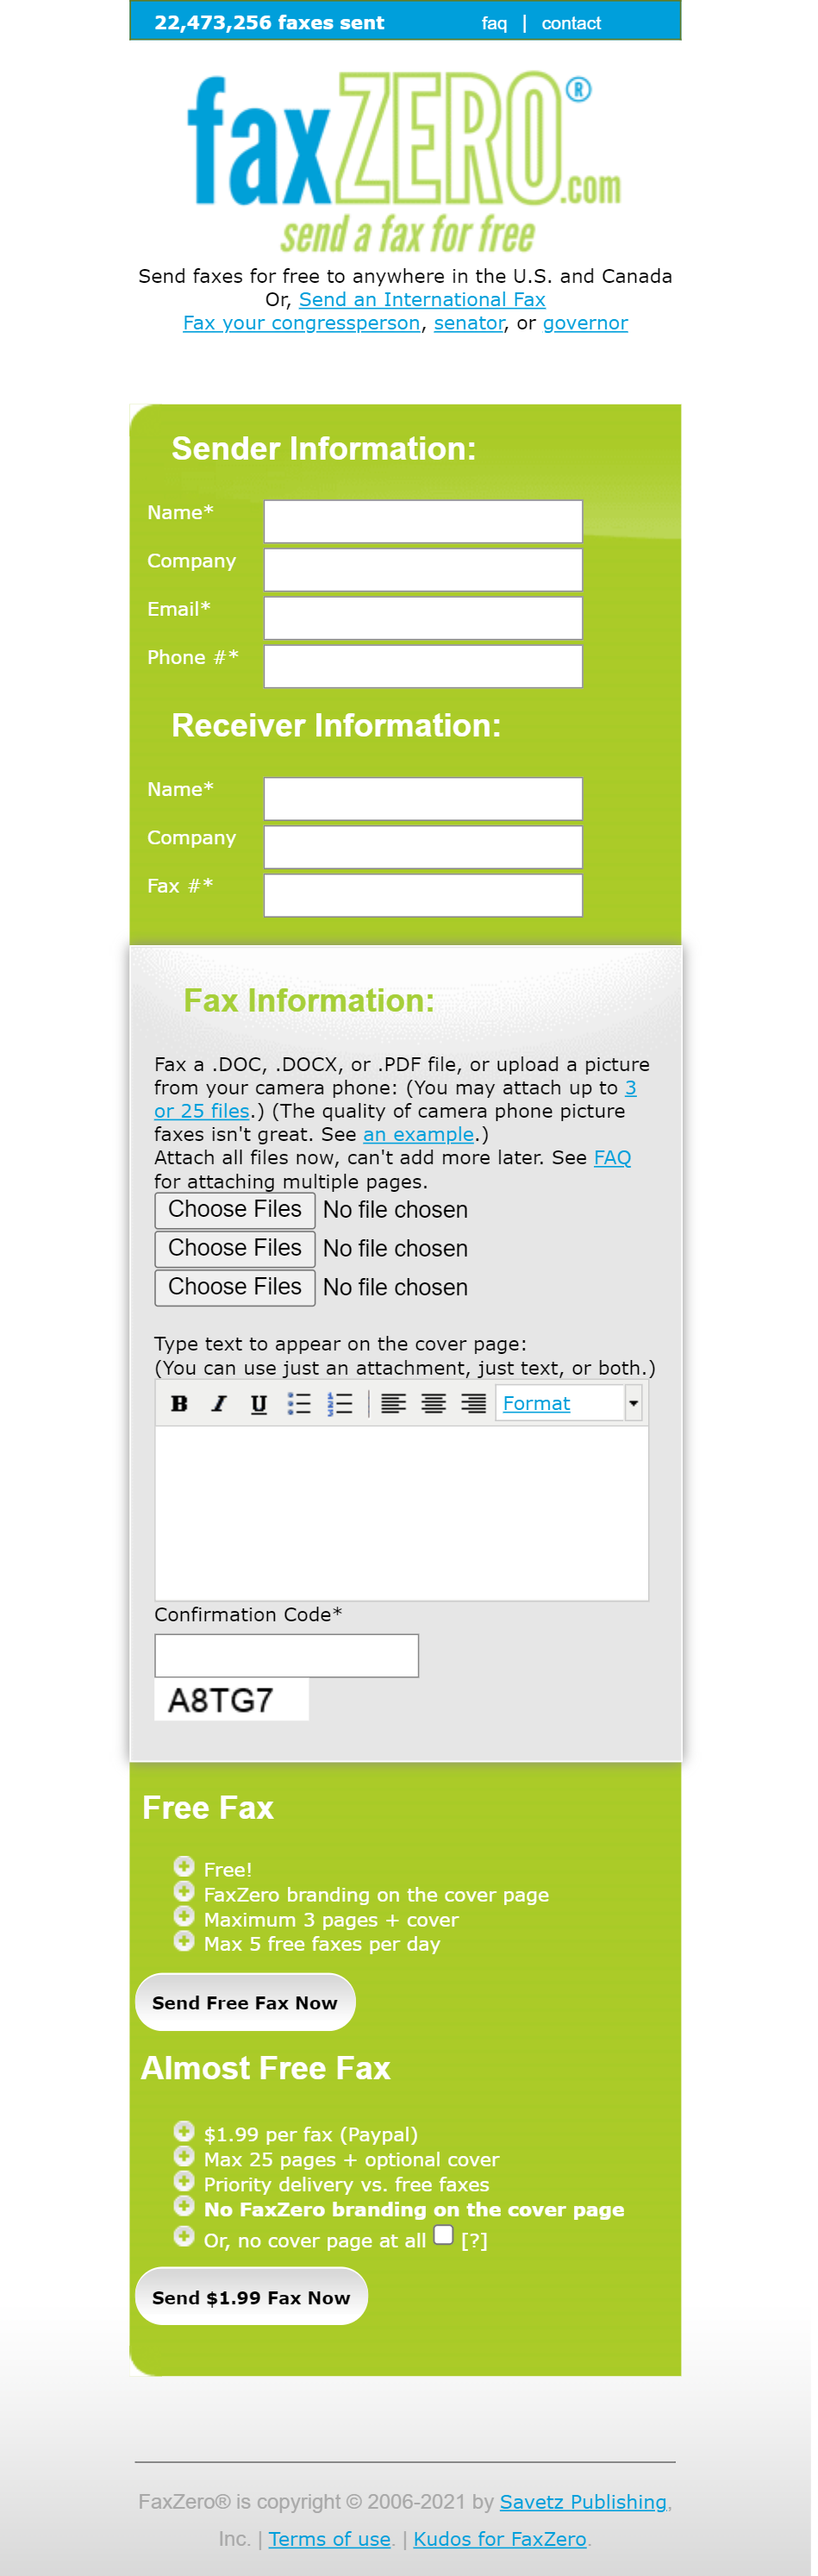 22,473,256 faxes sent faq | contact
faxZERO®.com
send a fax for free
Send faxes for free to anywhere in the U.S. and Canada
Or, Send an International Fax
Fax your congressperson, senator, or governor
Sender Information:
Name*
Company
Email*
Phone #*
Receiver Information:
Name*
Company
Fax #*
Fax Information:
Fax a .DOC, .DOCX, or .PDF file, or upload a picture
from your camera phone: (You may attach up to 3
or 25 files.) (The quality of camera phone picture
faxes isn't great. See an example.)
Attach all files now, can't add more later. See FAQ
for attaching multiple pages.
Choose Files No file chosen
Choose Files No file chosen
Choose Files No file chosen
Type text to appear on the cover page:
(You can use just an attachment, just text, or both.)
B I U Format
Confirmation Code*
A8TG7
Free Fax
Free!
FaxZero branding on the cover page
Maximum 3 pages + cover
Max 5 free faxes per day
Send Free Fax Now
Almost Free Fax
$1.99 per fax (Paypal)
Max 25 pages + optional cover
Priority delivery vs. free faxes
No FaxZero branding on the cover page
Or, no cover page at all [?]
Send $1.99 Fax Now
FaxZero® is copyright © 2006-2021 by Savetz Publishing,
Inc. | Terms of use. | Kudos for FaxZero.